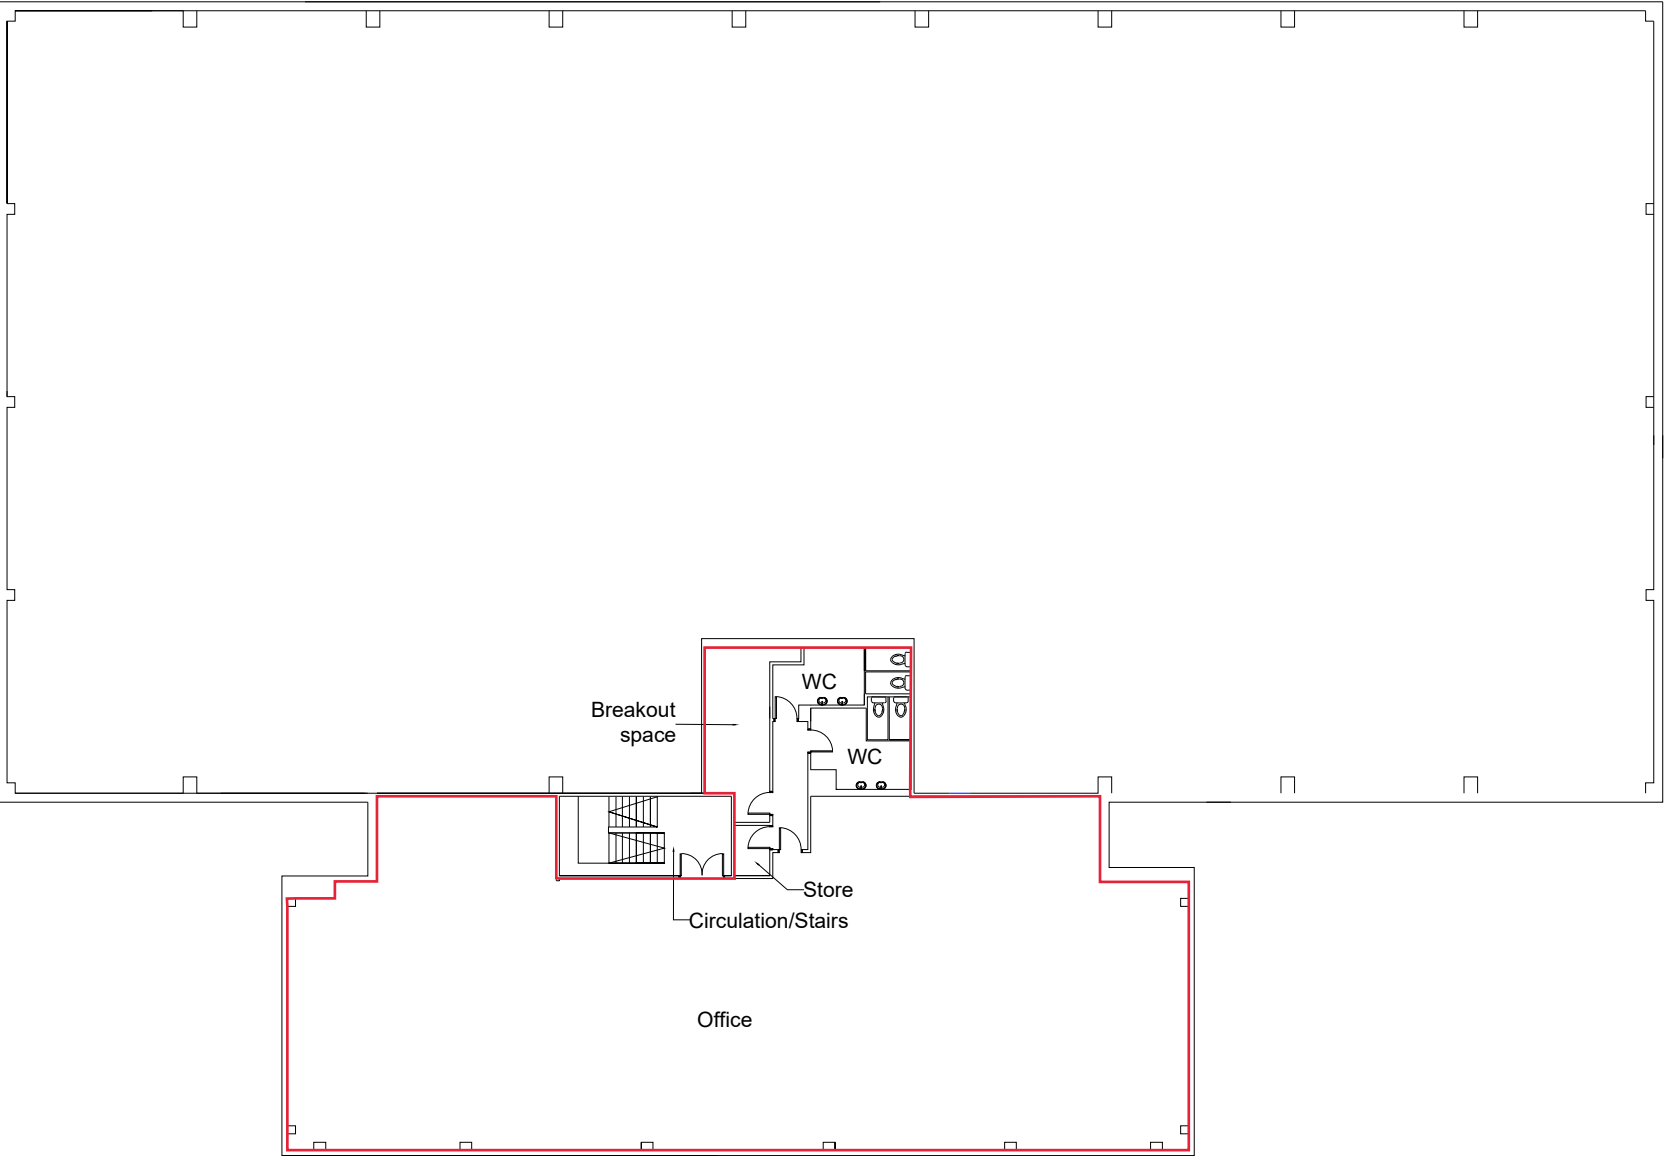 WC
Breakout
space
WC
Store
Circulation/Stairs
Office